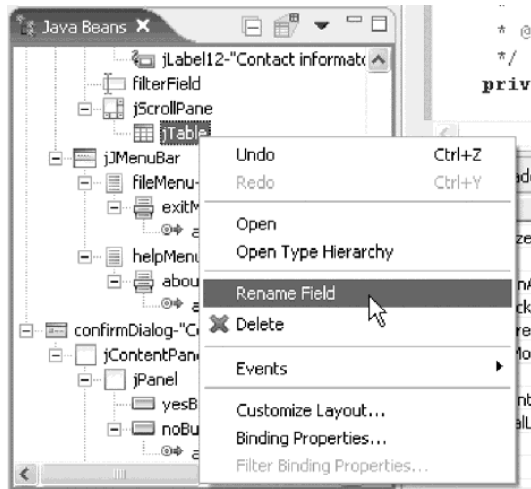 Java Beans
jLabel12-"Contact informatc
filterField
jScrollPane
jTable
jJMenuBar
fileMenu-
exitM
helpMenu
abou
confirmDialog-"Co
jContentPan
jPanel
yesB
noBu
Undo Ctrl+Z
Redo Ctrl+Y
Open
Open Type Hierarchy
Rename Field
Delete
Events
Customize Layout...
Binding Properties...
Filter Binding Properties...
*
* @
*/
priv